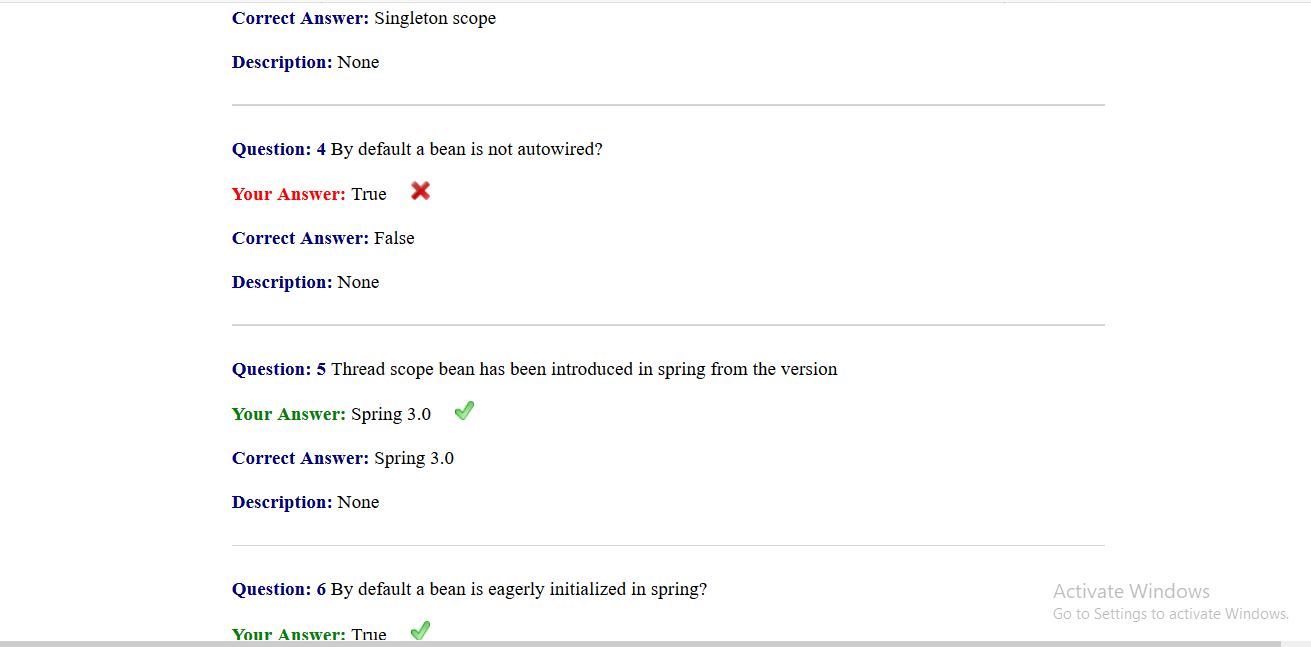 Correct Answer: Singleton scope
Description: None
Question: 4 By default a bean is not autowired?
Your Answer: True
Correct Answer: False
Description: None
Question: 5 Thread scope bean has been introduced in spring from the version
Your Answer: Spring 3.0
Correct Answer: Spring 3.0
Description: None
Question: 6 By default a bean is eagerly initialized in spring?
Your Answer: True
Activate Windows
Go to Settings to activate Windows.